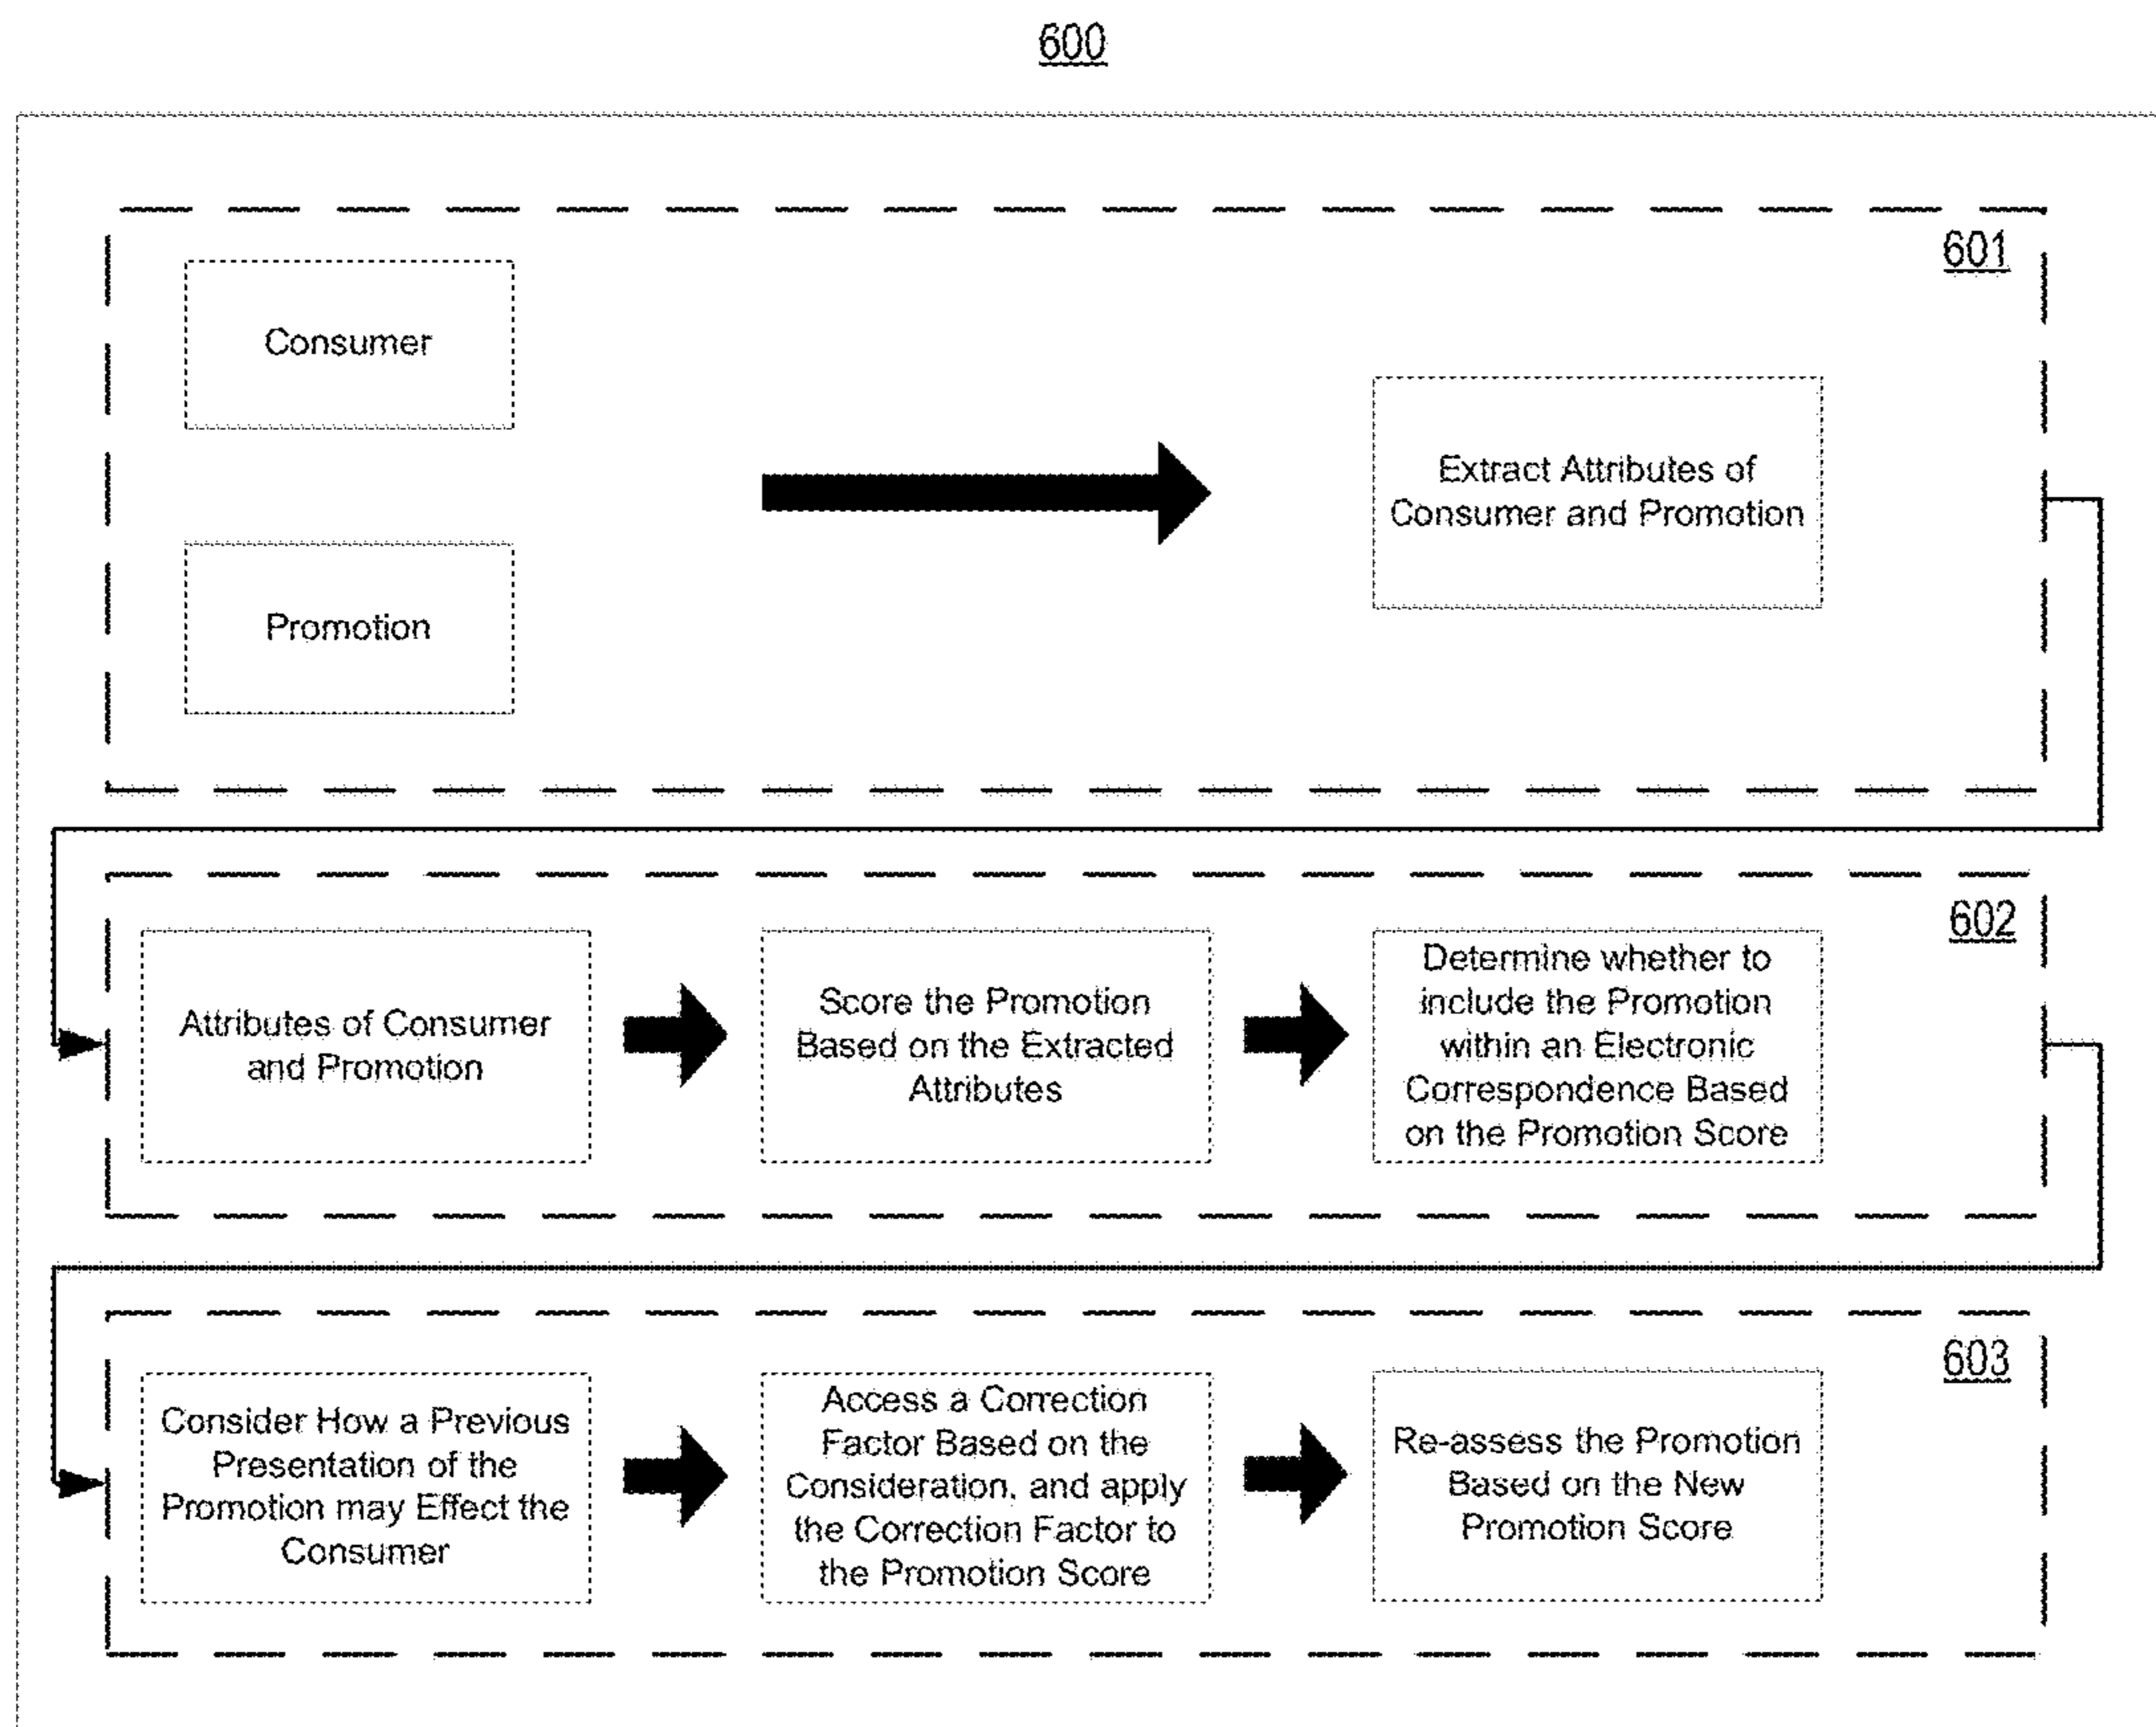 600
601
Consumer
Extract Attributes of
Consumer and Promotion
Promotion
602
Attributes of Consumer
and Promotion
Score the Promotion
Based on the Extracted
Attributes
Determine whether to
include the Promotion
within an Electronic
Correspondence Based
on the Promotion Score
603
Consider How a Previous
Presentation of the
Promotion may Effect the
Consumer
Access a Correction
Factor Based on the
Consideration, and apply
the Correction Factor to
the Promotion Score
Re-assess the Promotion
Based on the New
Promotion Score